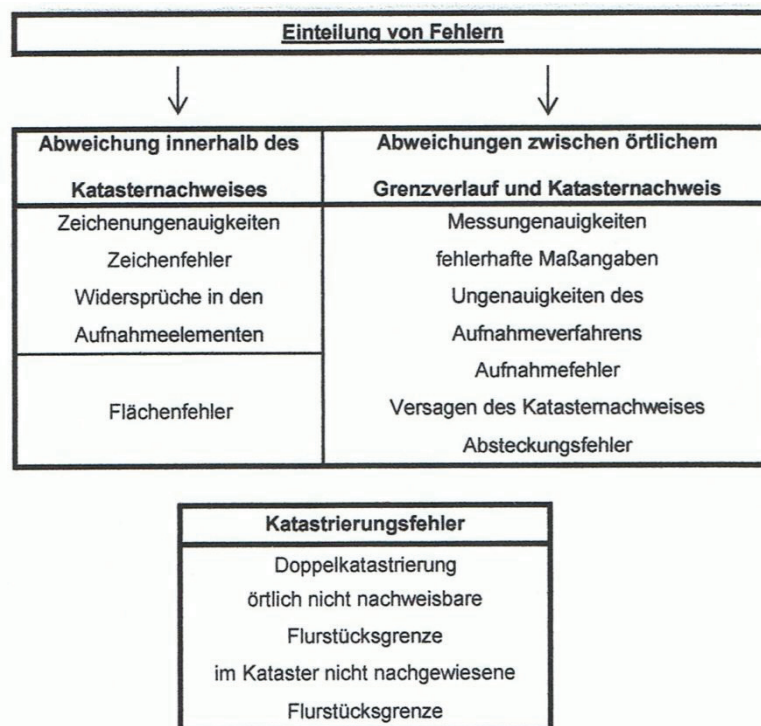 Einteilung von Fehlern
Abweichung innerhalb des
Katasternachweises
Zeichenungenauigkeiten
Zeichenfehler
Widersprüche in den
Aufnahmeelementen
Flächenfehler
Abweichungen zwischen örtlichem
Grenzverlauf und Katasternachweis
Messungenauigkeiten
fehlerhafte Maßangaben
Ungenauigkeiten des
Aufnahmeverfahrens
Aufnahmefehler
Versagen des Katasternachweises
Absteckungsfehler
Katastrierungsfehler
Doppelkatastrierung
örtlich nicht nachweisbare
Flurstücksgrenze
im Kataster nicht nachgewiesene
Flurstücksgrenze